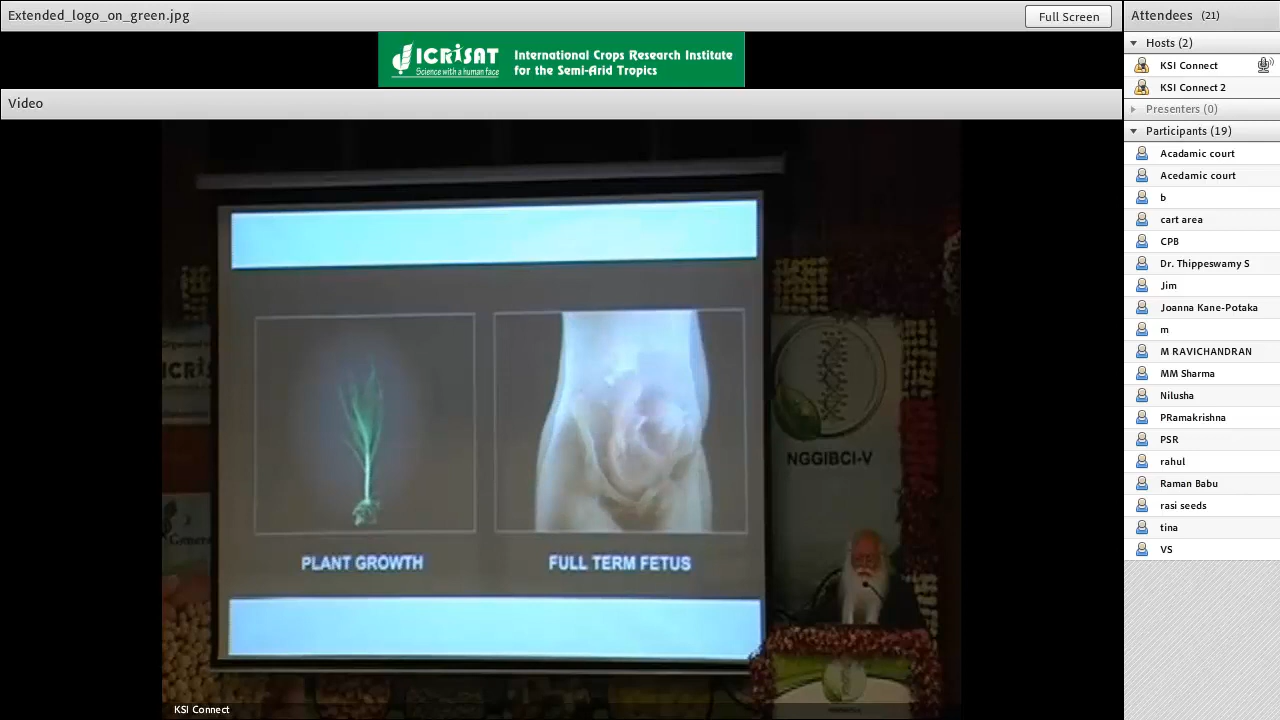 Extended_logo_on_green.jpg
Full Screen
Attendees (21)
ICRISAT
Science with a human face
International Crops Research Institute
for the Semi-Arid Tropics
Hosts (2)
KSI Connect
KSI Connect 2
Presenters (0)
Participants (19)
Acadamic court
Acedamic court
b
cart area
CPB
Dr. Thippeswamy S
Jim
Joanna Kane-Potaka
m
M RAVICHANDRAN
MM Sharma
Nilusha
PRamakrishna
PSR
rahul
Raman Babu
rasi seeds
tina
VS
Video
PLANT GROWTH
FULL TERM FETUS
NGGIBCI-V
KSI Connect